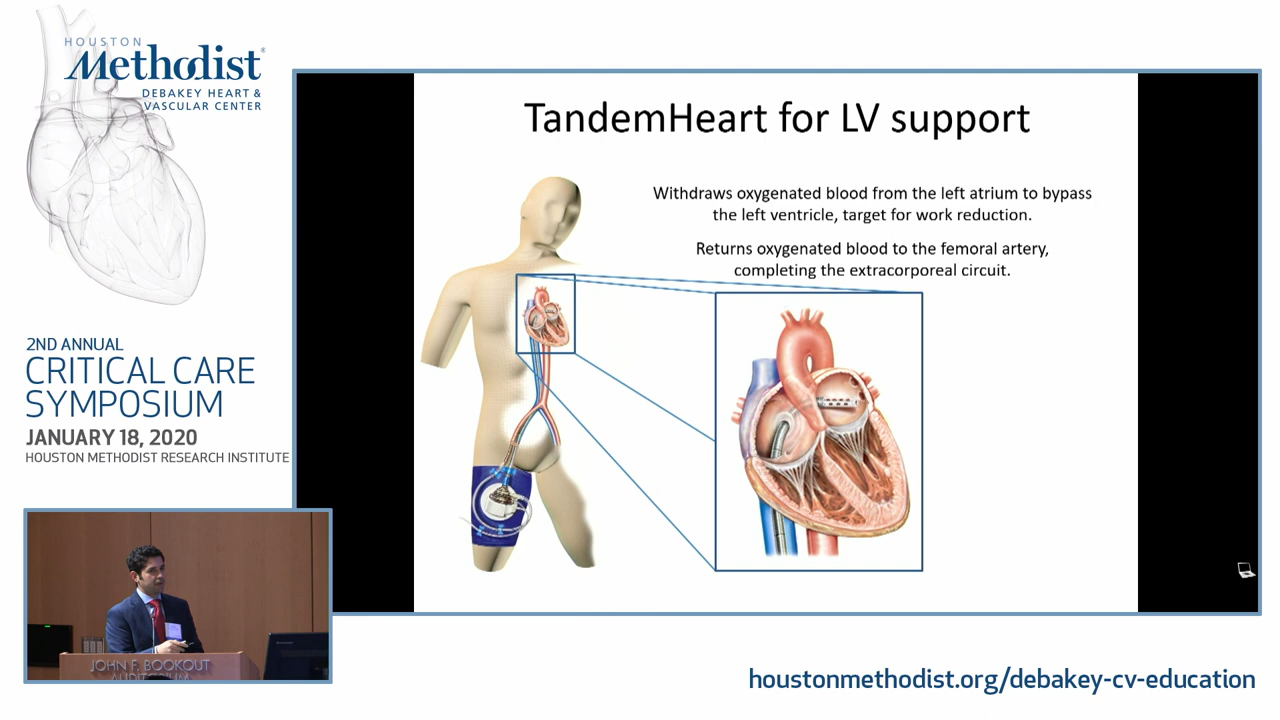 HOUSTON
Methodist®
DEBAKEY HEART &
VASCULAR CENTER
2ND ANNUAL
CRITICAL CARE
SYMPOSIUM
JANUARY 18, 2020
HOUSTON METHODIST RESEARCH INSTITUTE
TandemHeart for LV support
Withdraws oxygenated blood from the left atrium to bypass
the left ventricle, target for work reduction.
Returns oxygenated blood to the femoral artery,
completing the extracorporeal circuit.
JOHN F. BOOKOUT
AUDITORIUM
houstonmethodist.org/debakey-cv-education